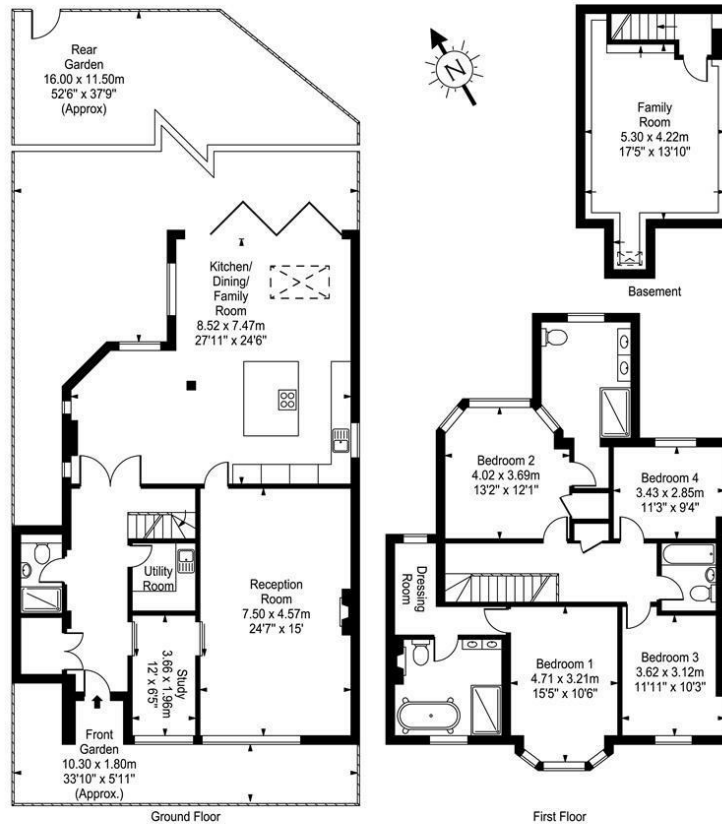 Rear
Garden
16.00 x 11.50m
52'6" x 37'9"
(Approx)
N
Family
Room
5.30 x 4.22m
17'5" x 13'10"
Basement
Kitchen/
Dining/
Family
Room
8.52 x 7.47m
27'11" x 24'6"
Utility
Room
Reception
Room
7.50 x 4.57m
24'7" x 15'
Study
3.66 x 1.96m
12' x 6'5"
Front
Garden
10.30 x 1.80m
33'10" x 5'11"
(Approx.)
Ground Floor
Bedroom 2
4.02 x 3.69m
13'2" x 12'1"
Bedroom 4
3.43 x 2.85m
11'3" x 9'4"
Dressing
Room
Bedroom 1
4.71 x 3.21m
15'5" x 10'6"
Bedroom 3
3.62 x 3.12m
11'11" x 10'3"
First Floor